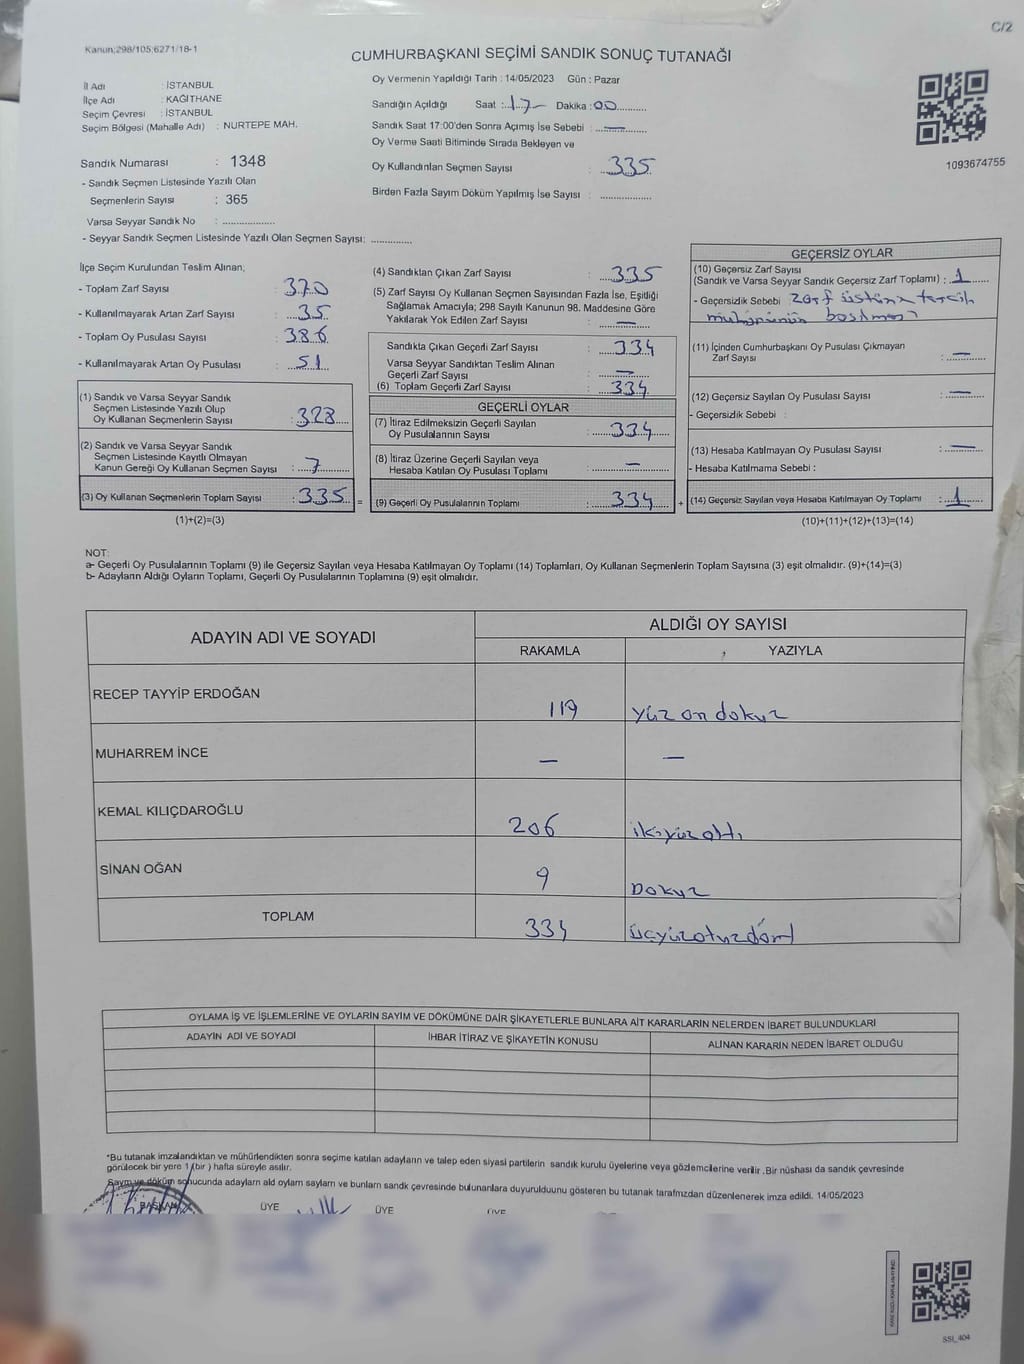 C/2
Kanun;298/105;6271/18-1
CUMHURBAŞKANI SEÇİMİ SANDIK SONUÇ TUTANAĞI
İl Adı : İSTANBUL
İlçe Adı : KAĞITHANE
Seçim Çevresi : İSTANBUL
Seçim Bölgesi (Mahalle Adı) : NURTEPE MAH.
Sandık Numarası : 1348
- Sandık Seçmen Listesinde Yazılı Olan
Seçmenlerin Sayısı : 365
Varsa Seyyar Sandık No : ....................
- Seyyar Sandık Seçmen Listesinde Yazılı Olan Seçmen Sayısı: ...............
Oy Vermenin Yapıldığı Tarih : 14/05/2023 Gün : Pazar
Sandığın Açıldığı Saat : 17 Dakika : 00
Sandık Saat 17:00'den Sonra Açımış İse Sebebi : —
Oy Verme Saati Bitiminde Sırada Bekleyen ve
Oy Kullandırılan Seçmen Sayısı : 335
Birden Fazla Sayım Döküm Yapılmış İse Sayısı : ....................
1093674755
İlçe Seçim Kurulundan Teslim Alınan;
- Toplam Zarf Sayısı : 370
- Kullanılmayarak Artan Zarf Sayısı : 35
- Toplam Oy Pusulası Sayısı : 386
- Kullanılmayarak Artan Oy Pusulası : 51
(1) Sandık ve Varsa Seyyar Sandık
Seçmen Listesinde Yazılı Olup
Oy Kullanan Seçmenlerin Sayısı : 328
(2) Sandık ve Varsa Seyyar Sandık
Seçmen Listesinde Kayıtlı Olmayan
Kanun Gereği Oy Kullanan Seçmen Sayısı : 7
(3) Oy Kullanan Seçmenlerin Toplam Sayısı : 335 =
(1)+(2)=(3)
(4) Sandıktan Çıkan Zarf Sayısı : 335
(5) Zarf Sayısı Oy Kullanan Seçmen Sayısından Fazla İse, Eşidliği
Sağlamak Amacıyla; 298 Sayılı Kanunun 98. Maddesine Göre
Yakılarak Yok Edilen Zarf Sayısı : —
Sandıkta Çıkan Geçerli Zarf Sayısı : 334
Varsa Seyyar Sandıktan Teslim Alınan
Geçerli Zarf Sayısı : —
(6) Toplam Geçerli Zarf Sayısı : 334
GEÇERLİ OYLAR
(7) İtiraz Edilmeksizin Geçerli Sayılan
Oy Pusulalarının Sayısı : 334
(8) İtiraz Üzerine Geçerli Sayılan veya
Hesaba Katılan Oy Pusulası Toplamı : —
(9) Geçerli Oy Pusulalarının Toplamı : 334 +
GEÇERSİZ OYLAR
(10) Geçersiz Zarf Sayısı
(Sandık ve Varsa Seyyar Sandık Geçersiz Zarf Toplamı) : 1
- Geçersizlik Sebebi : zarf üstüne tercih
mühürünün basılması
(11) İçinden Cumhurbaşkanı Oy Pusulası Çıkmayan
Zarf Sayısı : —
(12) Geçersiz Sayılan Oy Pusulası Sayısı : —
- Geçersizlik Sebebi :
(13) Hesaba Katılmayan Oy Pusulası Sayısı : —
- Hesaba Katılmama Sebebi :
(14) Geçersiz Sayılan veya Hesaba Katılmayan Oy Toplamı : 1
(10)+(11)+(12)+(13)=(14)
NOT:
a- Geçerli Oy Pusulalarının Toplamı (9) ile Geçersiz Sayılan veya Hesaba Katılmayan Oy Toplamı (14) Toplamları, Oy Kullanan Seçmenlerin Toplam Sayısına (3) eşit olmalıdır. (9)+(14)=(3)
b- Adayların Aldığı Oyların Toplamı, Geçerli Oy Pusulalarının Toplamına (9) eşit olmalıdır.
ADAYIN ADI VE SOYADI ALDIĞI OY SAYISI
RAKAMLA YAZIYLA
RECEP TAYYİP ERDOĞAN 119 yüz on dokuz
MUHARREM İNCE — —
KEMAL KILIÇDAROĞLU 206 ikiyüz altı
SİNAN OĞAN 9 Dokuz
TOPLAM 334 üçyüzotuzdört
OYLAMA İŞ VE İŞLEMLERİNE VE OYLARIN SAYIM VE DÖKÜMÜNE DAİR ŞİKAYETLERLE BUNLARA AİT KARARLARIN NELERDEN İBARET BULUNDUKLARI
ADAYIN ADI VE SOYADI İHBAR İTİRAZ VE ŞİKAYETİN KONUSU ALINAN KARARIN NEDEN İBARET OLDUĞU
*Bu tutanak imzalandıktan ve mühürlendikten sonra seçime katılan adayların ve talep eden siyasi partilerin sandık kurulu üyelerine veya gözlemcilerine verilir .Bir nüshası da sandık çevresinde
görülecek bir yere 1 (bir ) hafta süreyle asılır.
Sayım ve döküm sonucunda adayların ald oylam sayları ve bunların sandk çevresinde bulunanlara duyurulduunu gösteren bu tutanak tarafmzdan düzenlenerek imza edildi. 14/05/2023
BAŞKAN ÜYE ÜYE ÜYE
SSI_404